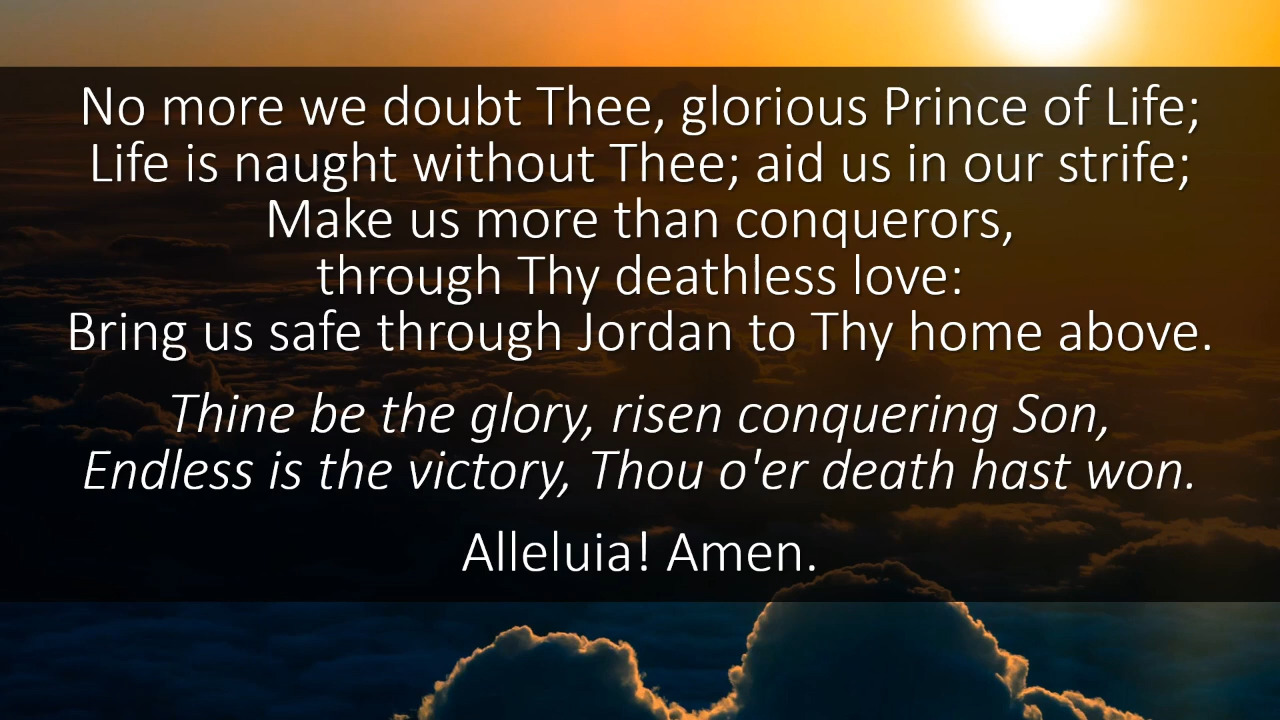 No more we doubt Thee, glorious Prince of Life;
Life is naught without Thee; aid us in our strife;
Make us more than conquerors,
through Thy deathless love:
Bring us safe through Jordan to Thy home above.
Thine be the glory, risen conquering Son,
Endless is the victory, Thou o'er death hast won.
Alleluia! Amen.